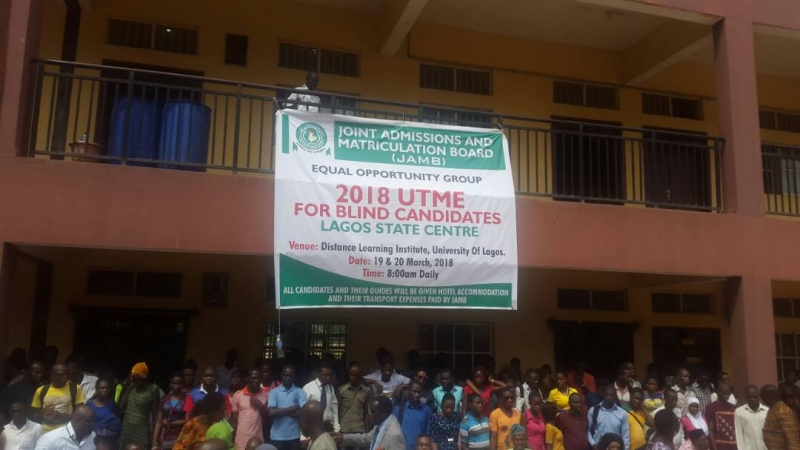 JOINT ADMISSIONS AND
MATRICULATION BOARD
(JAMB)
EQUAL OPPORTUNITY GROUP
2018 UTME
FOR BLIND CANDIDATES
LAGOS STATE CENTRE
Venue: Distance Learning Institute, University Of Lagos.
Date: 19 & 20 March, 2018
Time: 8:00am Daily
ALL CANDIDATES AND THEIR GUIDES WILL BE GIVEN HOTEL ACCOMMODATION
AND THEIR TRANSPORT EXPENSES PAID BY JAMB